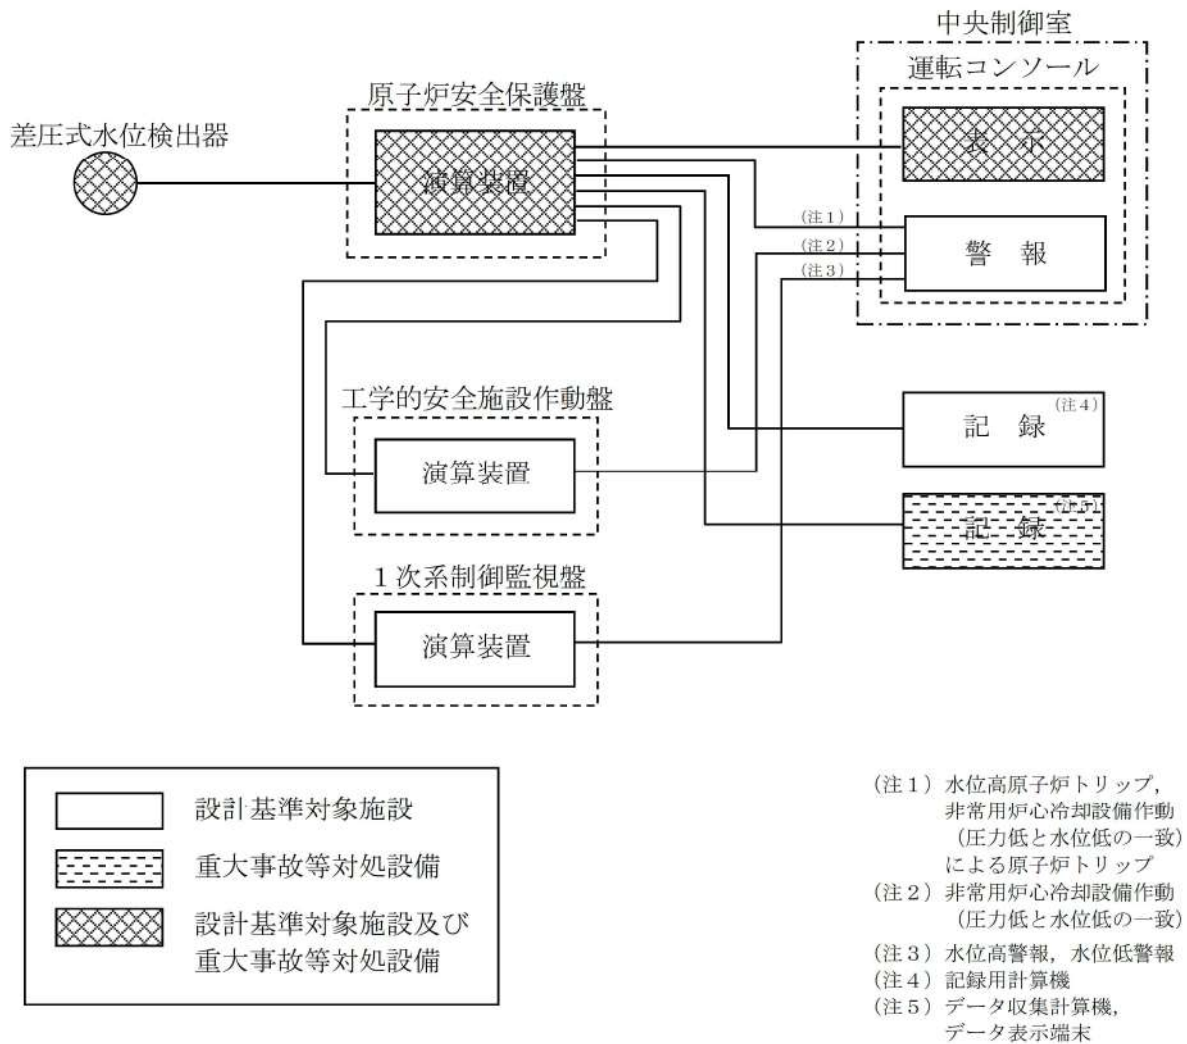 中央制御室
運転コンソール
原子炉安全保護盤
差圧式水位検出器
演算装置
表 示
(注1)
(注2)
(注3)
警 報
工学的安全施設作動盤
演算装置
記 録
(注4)
記 録
(注5)
1次系制御監視盤
演算装置
設計基準対象施設
重大事故等対処設備
設計基準対象施設及び
重大事故等対処設備
(注1)水位高原子炉トリップ,
非常用炉心冷却設備作動
(圧力低と水位低の一致)
による原子炉トリップ
(注2)非常用炉心冷却設備作動
(圧力低と水位低の一致)
(注3)水位高警報,水位低警報
(注4)記録用計算機
(注5)データ収集計算機,
データ表示端末